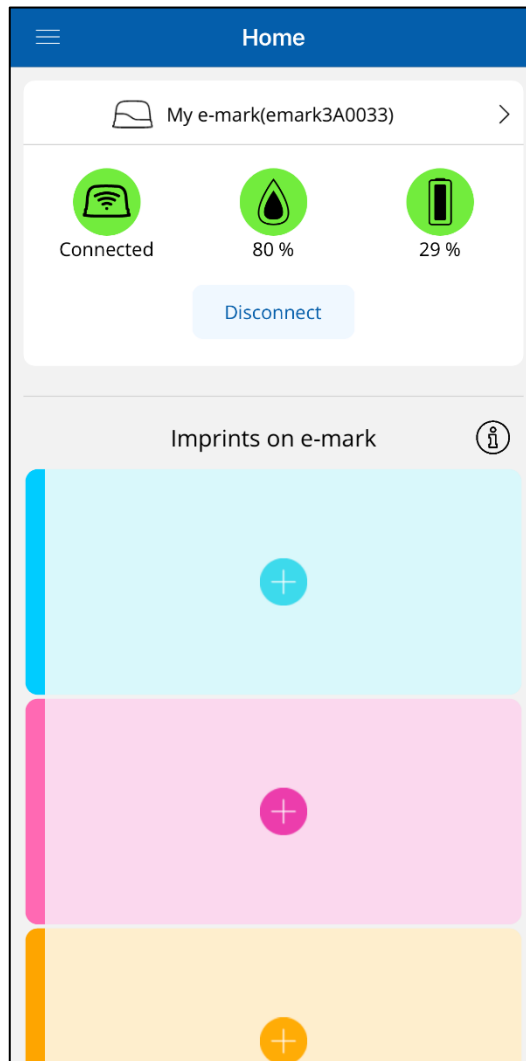 Home
My e-mark(emark3A0033)
Connected
80 %
29 %
Disconnect
Imprints on e-mark